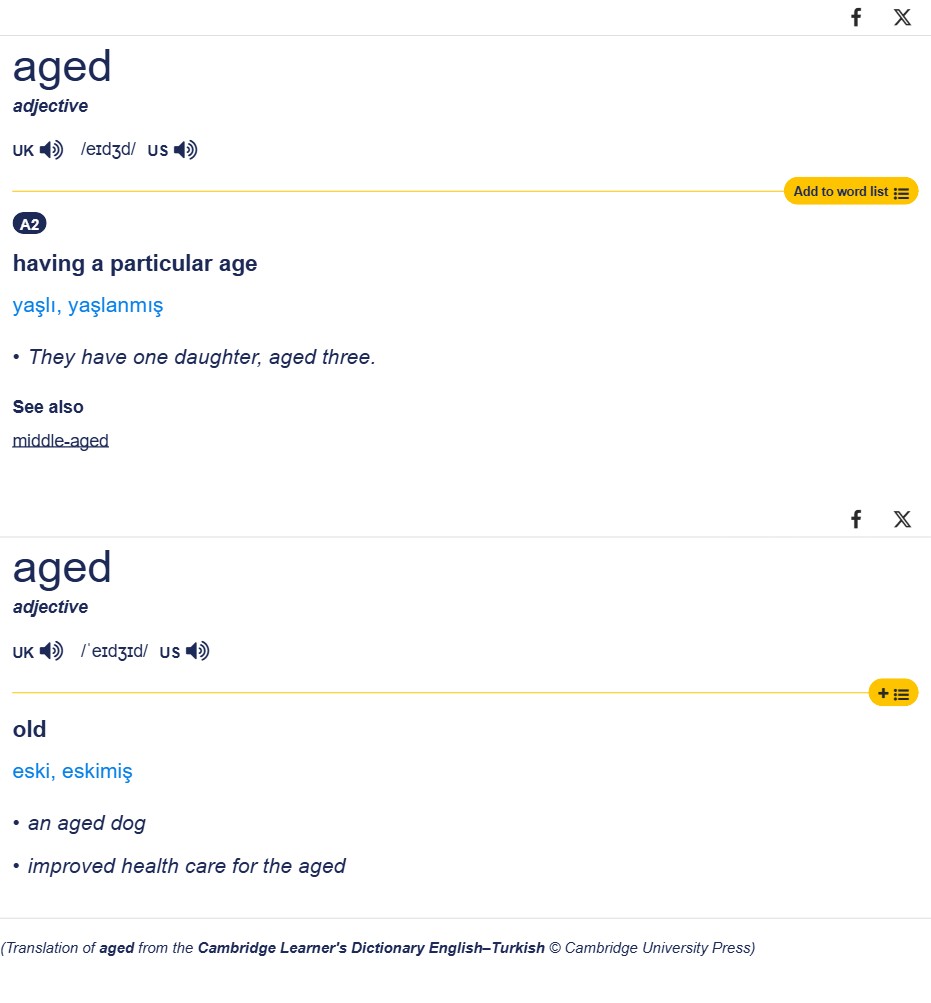 aged
adjective
UK /eɪdʒd/ US
Add to word list
A2
having a particular age
yaşlı, yaşlanmış
• They have one daughter, aged three.
See also
middle-aged
aged
adjective
UK /ˈeɪdʒɪd/ US
+
old
eski, eskimiş
• an aged dog
• improved health care for the aged
(Translation of aged from the Cambridge Learner's Dictionary English–Turkish © Cambridge University Press)